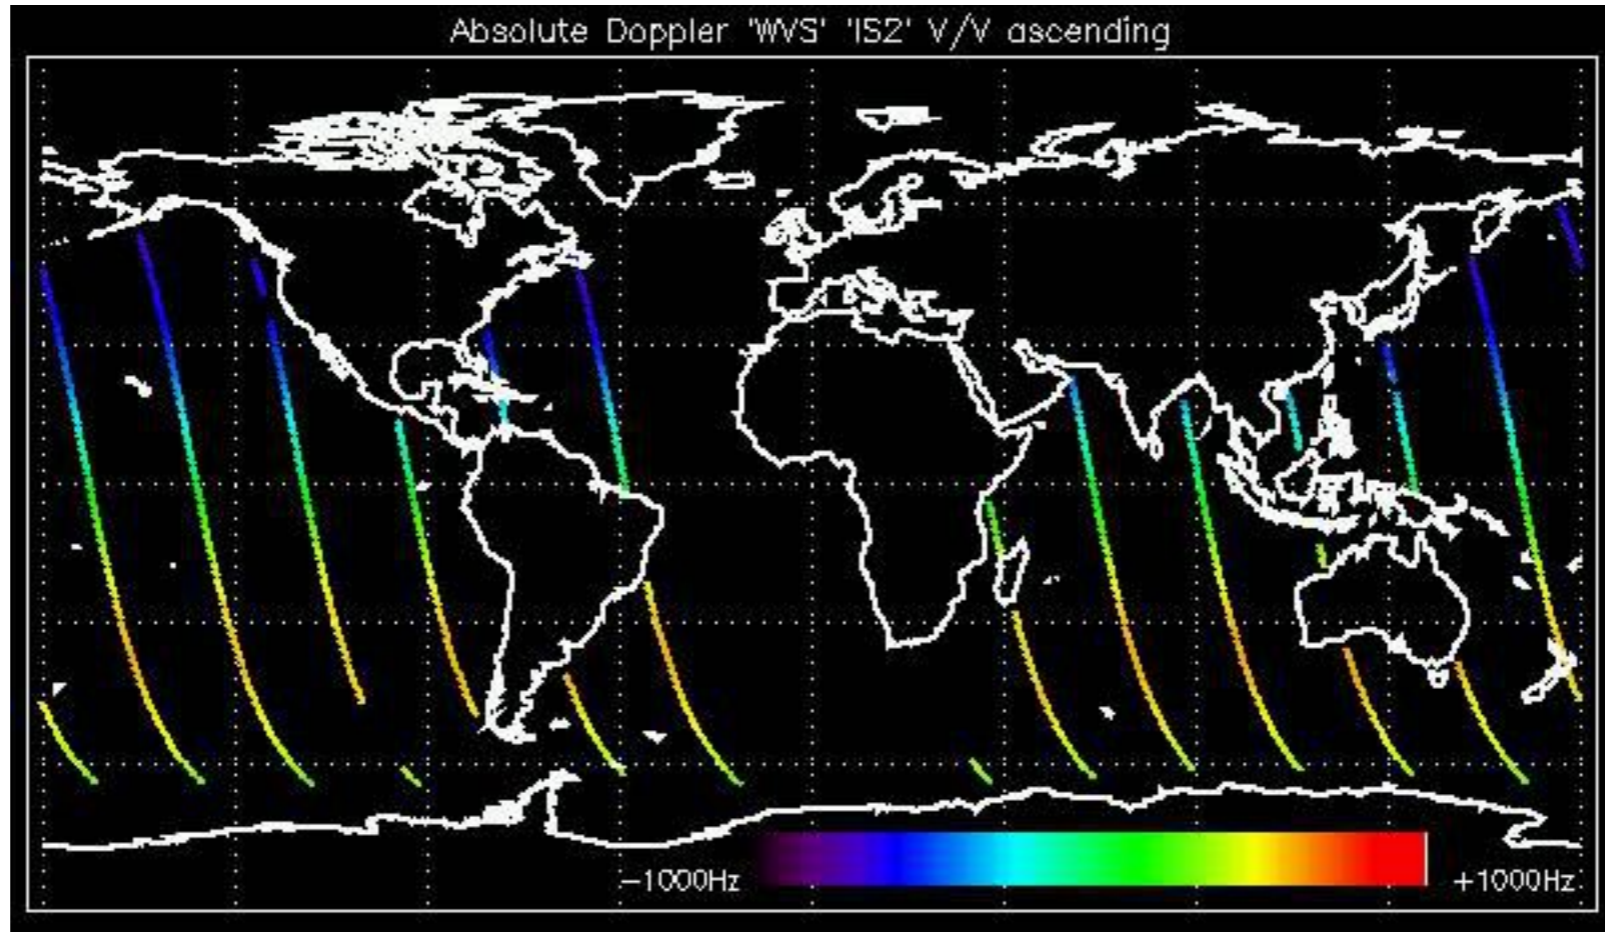 Absolute Doppler 'WVS' 'IS2' V/V ascending
−1000Hz +1000Hz